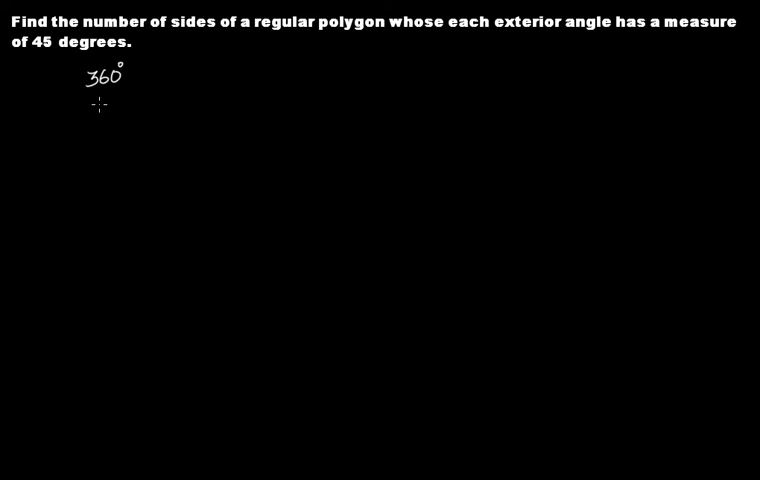 Find the number of sides of a regular polygon whose each exterior angle has a measure
of 45 degrees.
360°